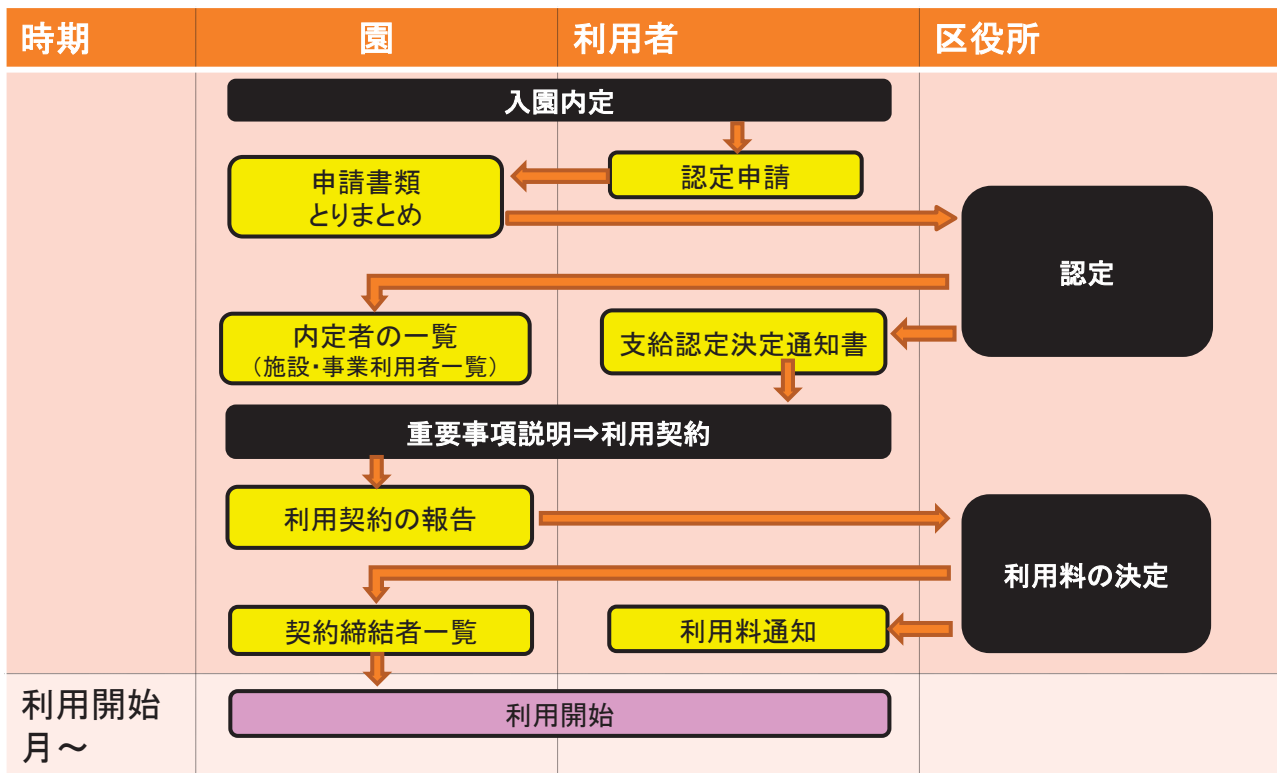 時期
園
利用者
区役所
入園内定
認定申請
申請書類
とりまとめ
認定
内定者の一覧
（施設・事業利用者一覧）
支給認定決定通知書
重要事項説明⇒利用契約
利用契約の報告
利用料の決定
契約締結者一覧
利用料通知
利用開始
月～
利用開始